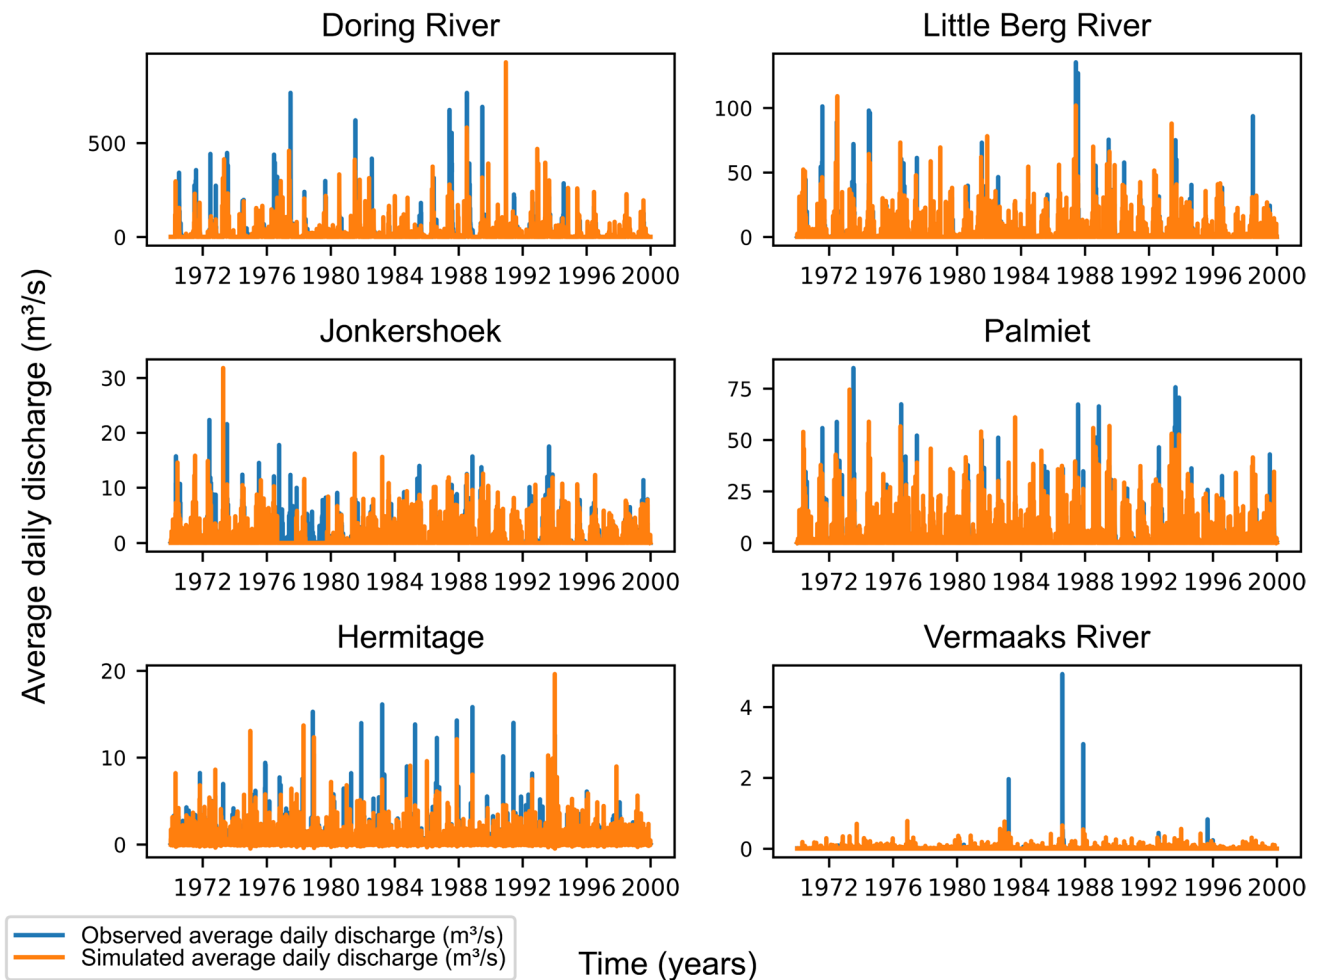 Doring River
Little Berg River
500
0
100
50
0
1972 1976 1980 1984 1988 1992 1996 2000
1972 1976 1980 1984 1988 1992 1996 2000
Jonkershoek
Palmiet
30
20
10
0
75
50
25
0
1972 1976 1980 1984 1988 1992 1996 2000
1972 1976 1980 1984 1988 1992 1996 2000
Average daily discharge (m³/s)
Hermitage
Vermaaks River
20
10
0
4
2
0
1972 1976 1980 1984 1988 1992 1996 2000
1972 1976 1980 1984 1988 1992 1996 2000
Observed average daily discharge (m³/s)
Simulated average daily discharge (m³/s)
Time (years)